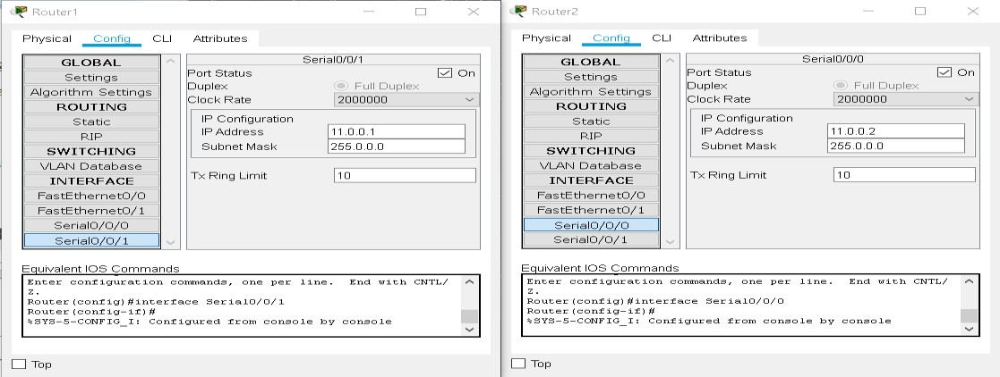 Router1
Physical Config CLI Attributes
GLOBAL
Settings
Algorithm Settings
ROUTING
Static
RIP
SWITCHING
VLAN Database
INTERFACE
FastEthernet0/0
FastEthernet0/1
Serial0/0/0
Serial0/0/1
Serial0/0/1
Port Status On
Duplex Full Duplex
Clock Rate 2000000
IP Configuration
IP Address 11.0.0.1
Subnet Mask 255.0.0.0
Tx Ring Limit 10
Equivalent IOS Commands
Enter configuration commands, one per line. End with CNTL/
Z.
Router(config)#interface Serial0/0/1
Router(config-if)#
%SYS-5-CONFIG_I: Configured from console by console
Top
Router2
Physical Config CLI Attributes
GLOBAL
Settings
Algorithm Settings
ROUTING
Static
RIP
SWITCHING
VLAN Database
INTERFACE
FastEthernet0/0
FastEthernet0/1
Serial0/0/0
Serial0/0/1
Serial0/0/0
Port Status On
Duplex Full Duplex
Clock Rate 2000000
IP Configuration
IP Address 11.0.0.2
Subnet Mask 255.0.0.0
Tx Ring Limit 10
Equivalent IOS Commands
Enter configuration commands, one per line. End with CNTL/
Z.
Router(config)#interface Serial0/0/0
Router(config-if)#
%SYS-5-CONFIG_I: Configured from console by console
Top